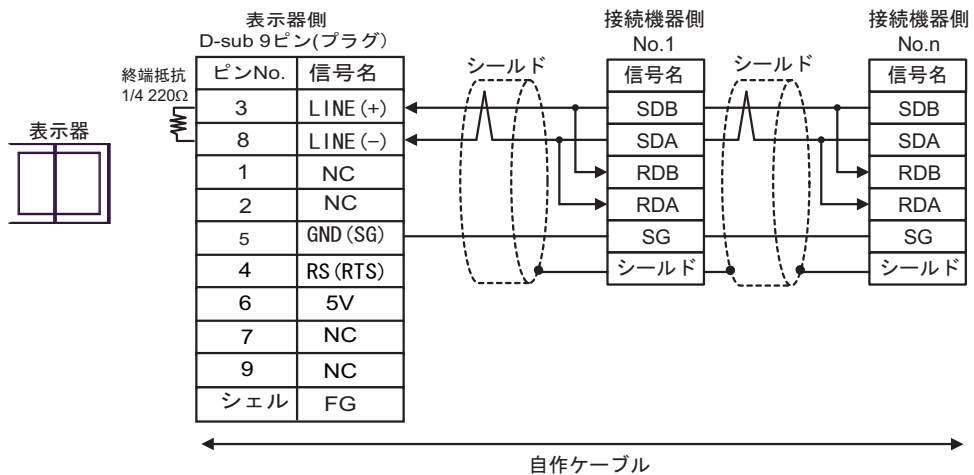 表示器側
D-sub 9ピン(プラグ)
接続機器側
No.1
接続機器側
No.n
終端抵抗
1/4 220Ω
表示器
シールド
シールド
ピンNo. 信号名
3 LINE(+)
8 LINE(−)
1 NC
2 NC
5 GND(SG)
4 RS(RTS)
6 5V
7 NC
9 NC
シェル FG
信号名
SDB
SDA
RDB
RDA
SG
シールド
信号名
SDB
SDA
RDB
RDA
SG
シールド
自作ケーブル